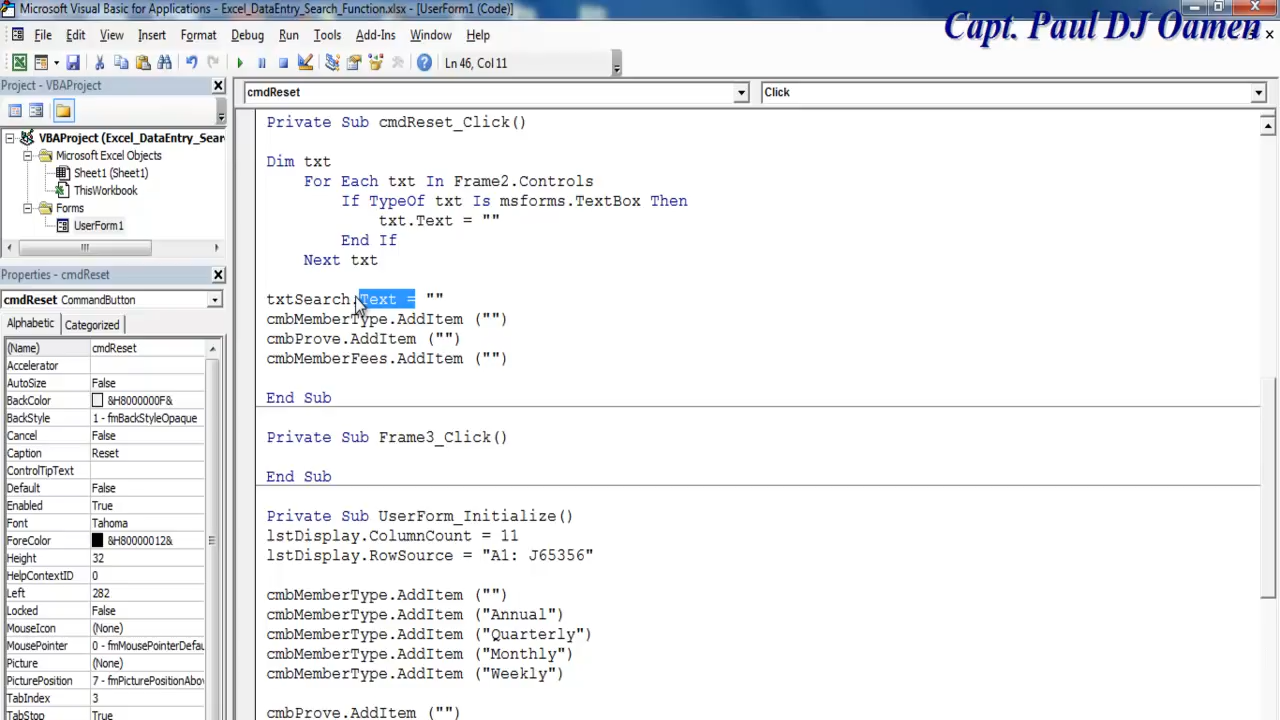 Microsoft Visual Basic for Applications - Excel_DataEntry_Search_Function.xlsx - [UserForm1 (Code)]
Capt. Paul DJ Oamen
File Edit View Insert Format Debug Run Tools Add-Ins Window Help
Ln 46, Col 11
Project - VBAProject
cmdReset
Click
VBAProject (Excel_DataEntry_Sear
Microsoft Excel Objects
Sheet1 (Sheet1)
ThisWorkbook
Forms
UserForm1
Properties - cmdReset
cmdReset CommandButton
Alphabetic Categorized
(Name) cmdReset
Accelerator
AutoSize False
BackColor &H8000000F&
BackStyle 1 - fmBackStyleOpaque
Cancel False
Caption Reset
ControlTipText
Default False
Enabled True
Font Tahoma
ForeColor &H80000012&
Height 32
HelpContextID 0
Left 282
Locked False
MouseIcon (None)
MousePointer 0 - fmMousePointerDefau
Picture (None)
PicturePosition 7 - fmPicturePositionAbov
TabIndex 3
TabStop True
Private Sub cmdReset_Click()
Dim txt
For Each txt In Frame2.Controls
If TypeOf txt Is msforms.TextBox Then
txt.Text = ""
End If
Next txt
txtSearch.Text = ""
cmbMemberType.AddItem ("")
cmbProve.AddItem ("")
cmbMemberFees.AddItem ("")
End Sub
Private Sub Frame3_Click()
End Sub
Private Sub UserForm_Initialize()
lstDisplay.ColumnCount = 11
lstDisplay.RowSource = "A1: J65356"
cmbMemberType.AddItem ("")
cmbMemberType.AddItem ("Annual")
cmbMemberType.AddItem ("Quarterly")
cmbMemberType.AddItem ("Monthly")
cmbMemberType.AddItem ("Weekly")
cmbProve.AddItem ("")